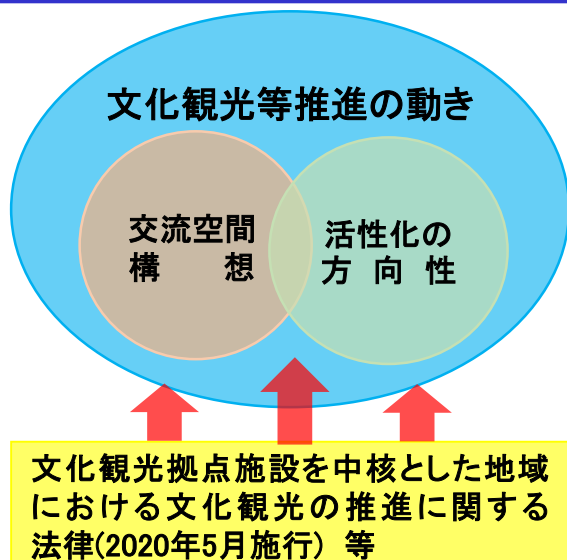 文化観光等推進の動き
交流空間
構　　想
活性化の
方 向 性
文化観光拠点施設を中核とした地域
における文化観光の推進に関する
法律(2020年5月施行) 等